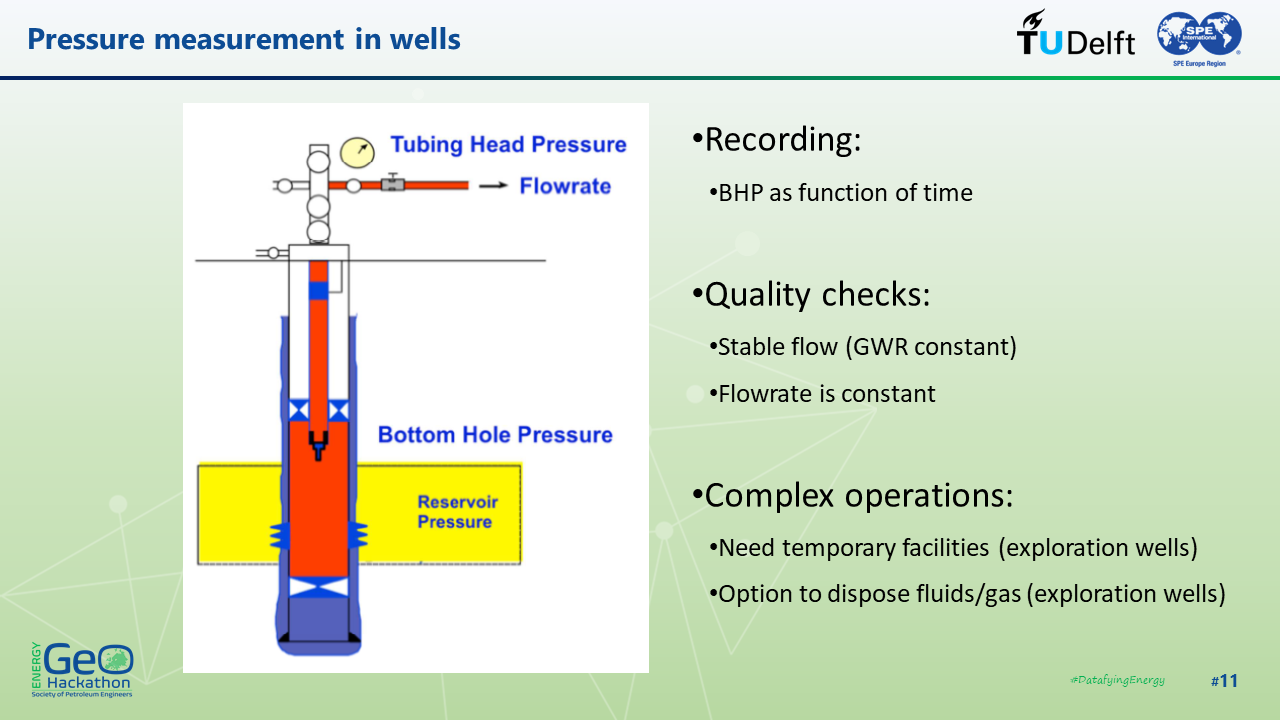 Pressure measurement in wells
TU Delft
SPE
International
®
SPE Europe Region
Tubing Head Pressure
Flowrate
Bottom Hole Pressure
Reservoir
Pressure
•Recording:
•BHP as function of time
•Quality checks:
•Stable flow (GWR constant)
•Flowrate is constant
•Complex operations:
•Need temporary facilities (exploration wells)
•Option to dispose fluids/gas (exploration wells)
ENERGY
GeO
Hackathon
Society of Petroleum Engineers
#DatafyingEnergy
#11